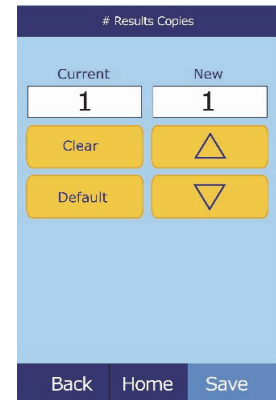 # Results Copies
Current New
1 1
Clear
Default
Back Home Save